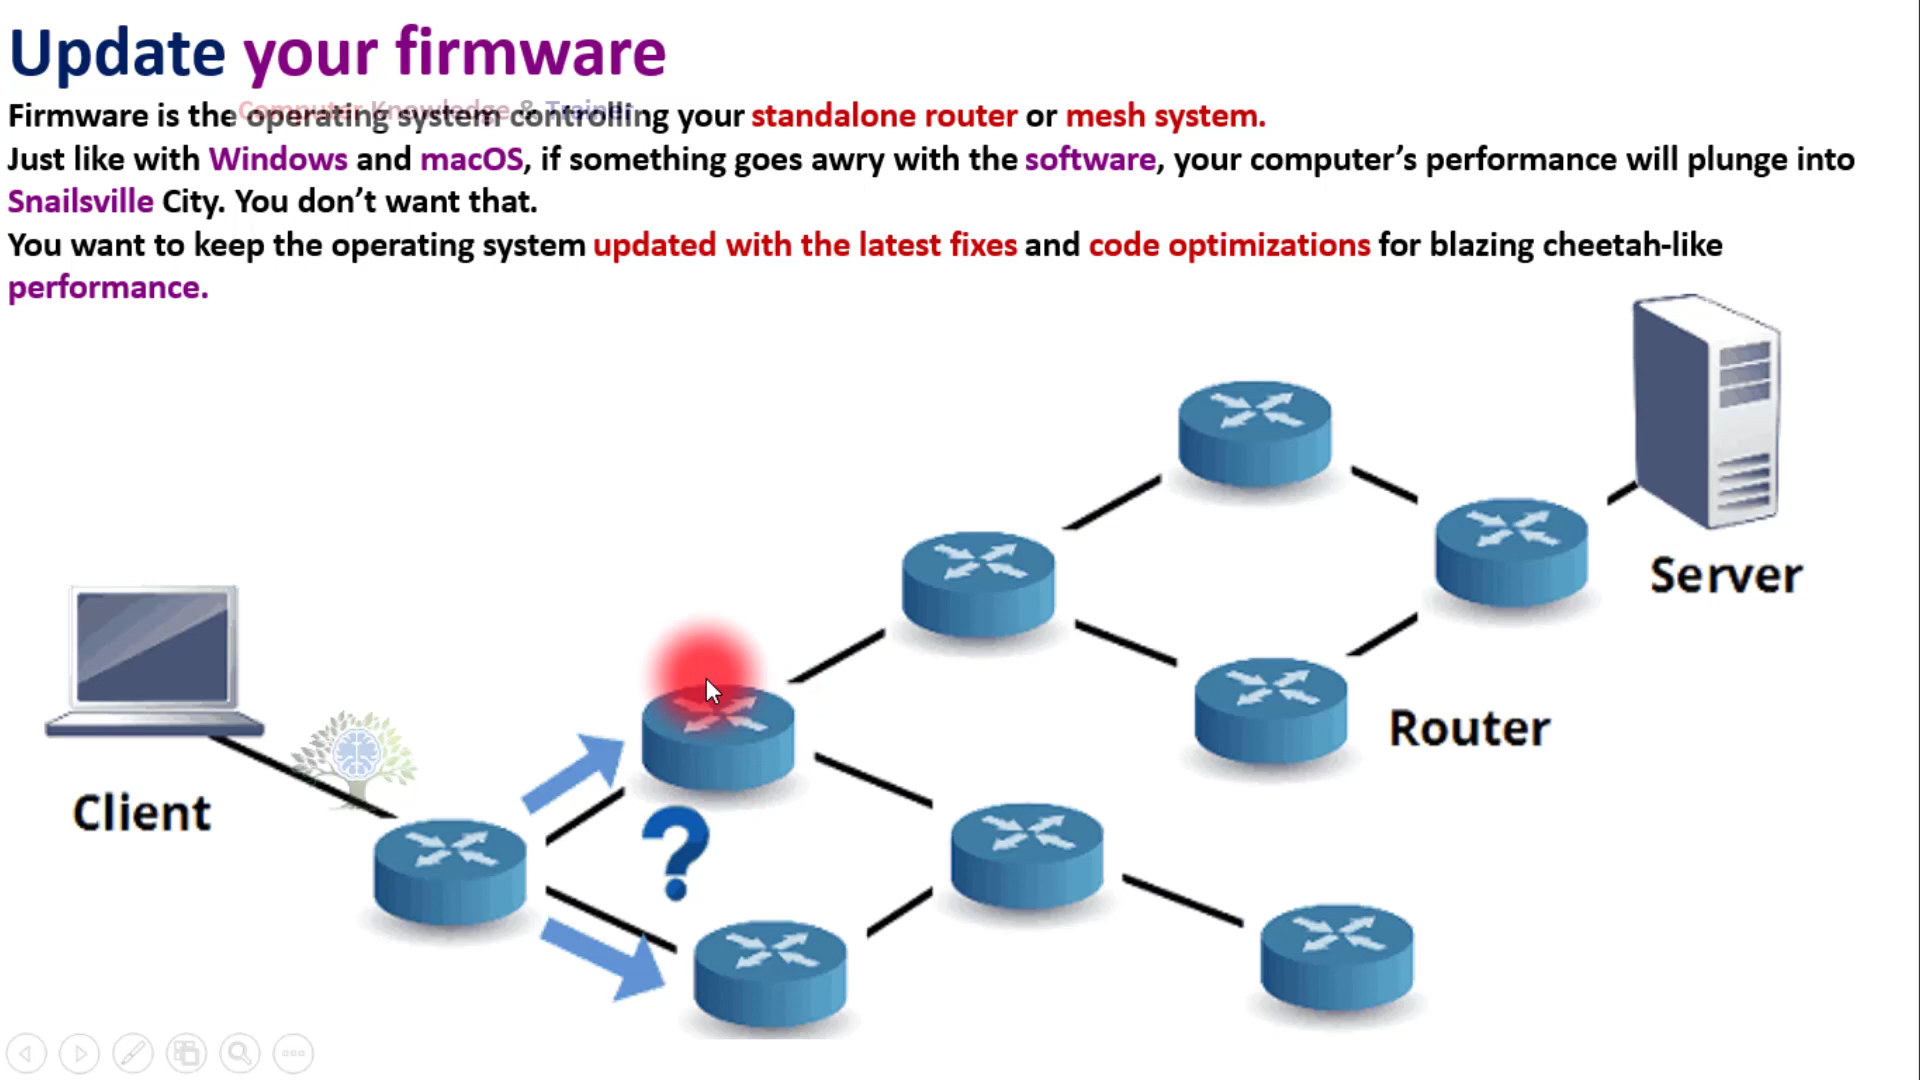 Update your firmware
Computer Knowledge & Trainer
Firmware is the operating system controlling your standalone router or mesh system.
Just like with Windows and macOS, if something goes awry with the software, your computer’s performance will plunge into
Snailsville City. You don’t want that.
You want to keep the operating system updated with the latest fixes and code optimizations for blazing cheetah-like
performance.
Server
Router
Client
?